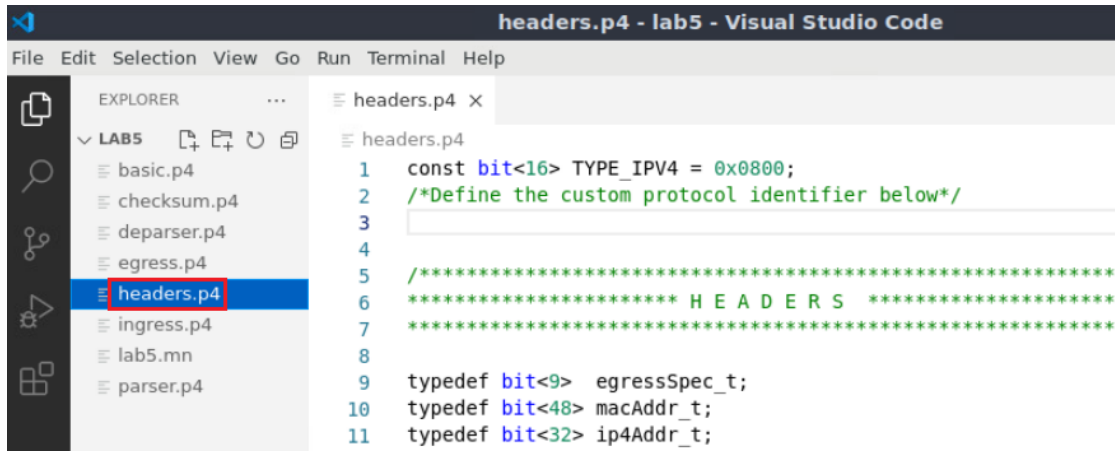 headers.p4 - lab5 - Visual Studio Code
File Edit Selection View Go Run Terminal Help
EXPLORER ...
headers.p4 ×
LAB5
headers.p4
basic.p4
checksum.p4
deparser.p4
egress.p4
headers.p4
ingress.p4
lab5.mn
parser.p4
1 const bit<16> TYPE_IPV4 = 0x0800;
2 /*Define the custom protocol identifier below*/
3
4
5 /***********************************************************
6 *********************** H E A D E R S *********************
7 ************************************************************
8
9 typedef bit<9>  egressSpec_t;
10 typedef bit<48> macAddr_t;
11 typedef bit<32> ip4Addr_t;